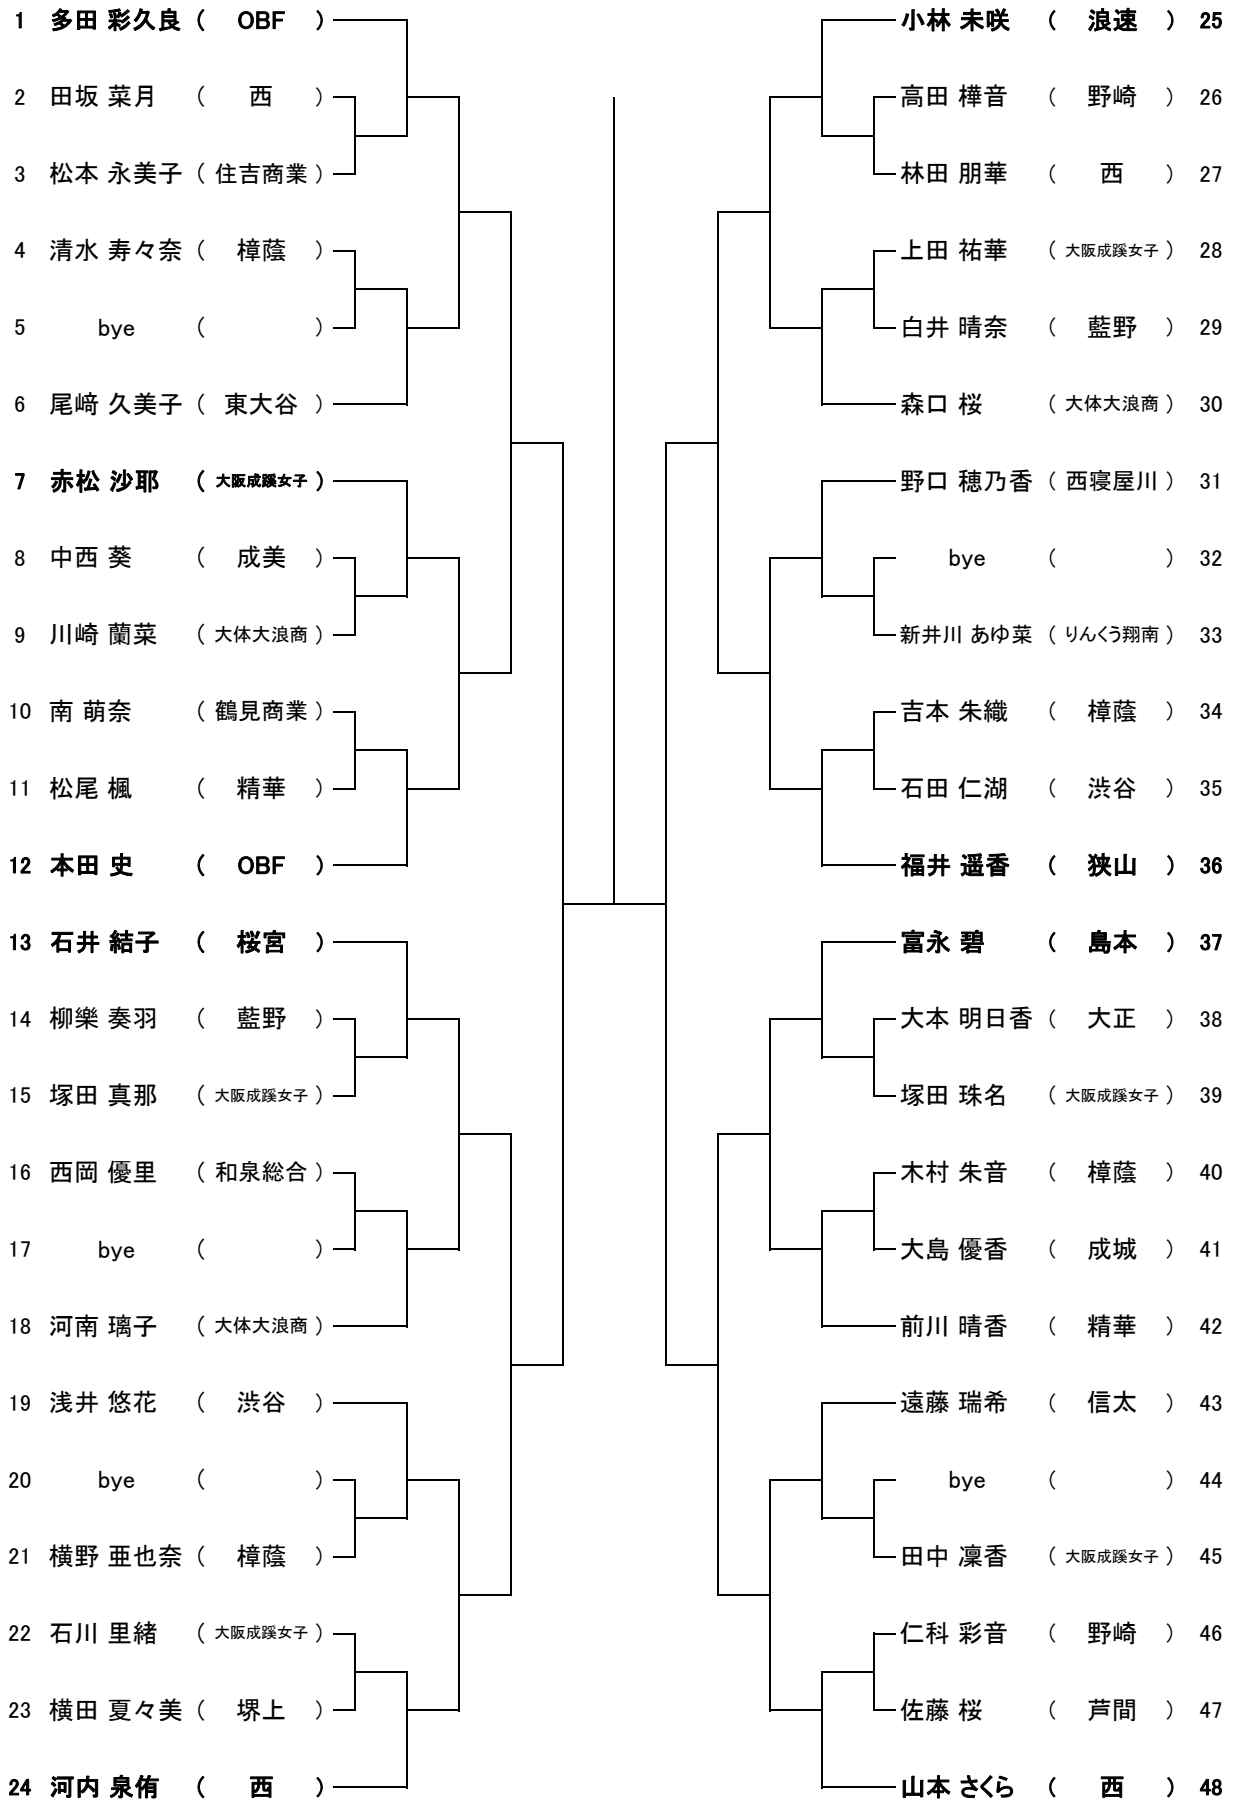 1 多田 彩久良 ( OBF )
2 田坂 菜月 ( 西 )
3 松本 永美子 ( 住吉商業 )
4 清水 寿々奈 ( 樟蔭 )
5 bye ( )
6 尾﨑 久美子 ( 東大谷 )
7 赤松 沙耶 ( 大阪成蹊女子 )
8 中西 葵 ( 成美 )
9 川崎 蘭菜 ( 大体大浪商 )
10 南 萌奈 ( 鶴見商業 )
11 松尾 楓 ( 精華 )
12 本田 史 ( OBF )
13 石井 結子 ( 桜宮 )
14 柳樂 奏羽 ( 藍野 )
15 塚田 真那 ( 大阪成蹊女子 )
16 西岡 優里 ( 和泉総合 )
17 bye ( )
18 河南 璃子 ( 大体大浪商 )
19 浅井 悠花 ( 渋谷 )
20 bye ( )
21 横野 亜也奈 ( 樟蔭 )
22 石川 里緒 ( 大阪成蹊女子 )
23 横田 夏々美 ( 堺上 )
24 河内 泉侑 ( 西 )
小林 未咲 ( 浪速 ) 25
高田 樺音 ( 野崎 ) 26
林田 朋華 ( 西 ) 27
上田 祐華 ( 大阪成蹊女子 ) 28
白井 晴奈 ( 藍野 ) 29
森口 桜 ( 大体大浪商 ) 30
野口 穂乃香 ( 西寝屋川 ) 31
bye ( ) 32
新井川 あゆ菜 ( りんくう翔南 ) 33
吉本 朱織 ( 樟蔭 ) 34
石田 仁湖 ( 渋谷 ) 35
福井 遥香 ( 狭山 ) 36
富永 碧 ( 島本 ) 37
大本 明日香 ( 大正 ) 38
塚田 珠名 ( 大阪成蹊女子 ) 39
木村 朱音 ( 樟蔭 ) 40
大島 優香 ( 成城 ) 41
前川 晴香 ( 精華 ) 42
遠藤 瑞希 ( 信太 ) 43
bye ( ) 44
田中 凜香 ( 大阪成蹊女子 ) 45
仁科 彩音 ( 野崎 ) 46
佐藤 桜 ( 芦間 ) 47
山本 さくら ( 西 ) 48